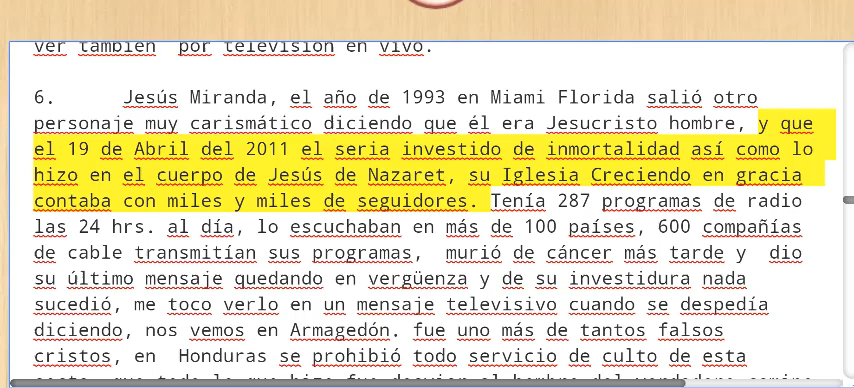 ver también por televisión en vivo.
6. Jesús Miranda, el año de 1993 en Miami Florida salió otro
personaje muy carismático diciendo que él era Jesucristo hombre, y que
el 19 de Abril del 2011 el seria investido de inmortalidad así como lo
hizo en el cuerpo de Jesús de Nazaret, su Iglesia Creciendo en gracia
contaba con miles y miles de seguidores. Tenía 287 programas de radio
las 24 hrs. al día, lo escuchaban en más de 100 países, 600 compañías
de cable transmitían sus programas, murió de cáncer más tarde y dio
su último mensaje quedando en vergüenza y de su investidura nada
sucedió, me toco verlo en un mensaje televisivo cuando se despedía
diciendo, nos vemos en Armagedón. fue uno más de tantos falsos
cristos, en Honduras se prohibió todo servicio de culto de esta